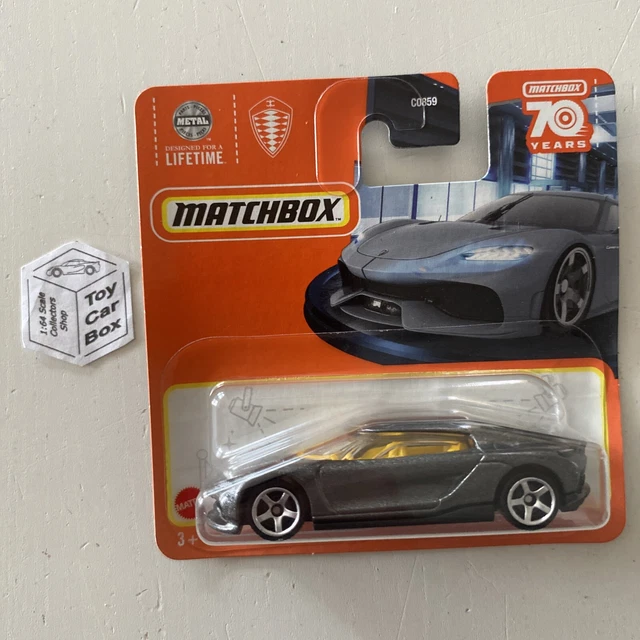 C0859
MATCHBOX
70
YEARS
METAL
DESIGNED FOR A
LIFETIME
MATCHBOX
Toy
Car
Box
1:64 Scale
Collectors
Shop
3+